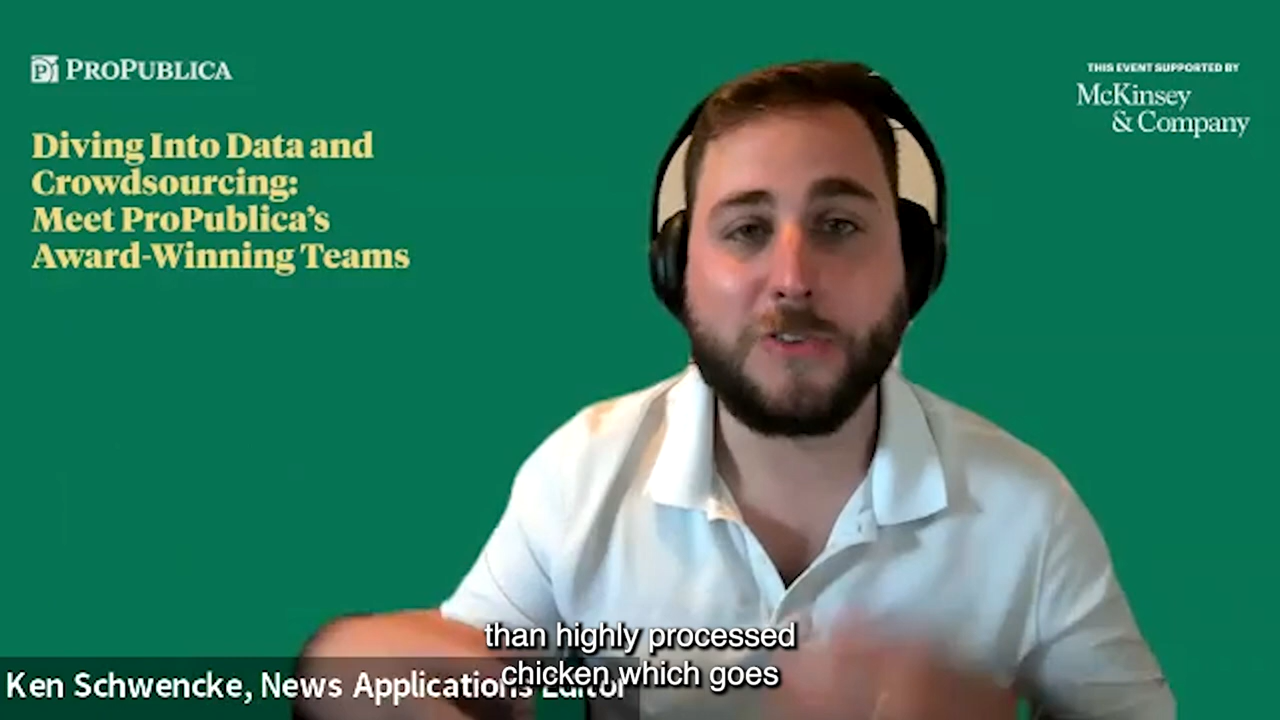 PROPUBLICA
THIS EVENT SUPPORTED BY
McKinsey
& Company
Diving Into Data and
Crowdsourcing:
Meet ProPublica’s
Award-Winning Teams
than highly processed
chicken which goes
Ken Schwencke, News Applications Editor